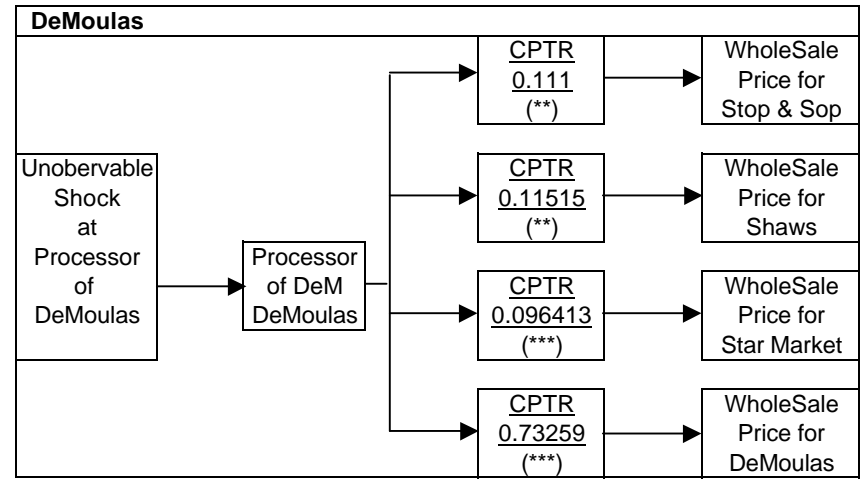 DeMoulas
CPTR
0.111
(**)
WholeSale
Price for
Stop & Sop
Unobervable
Shock
at
Processor
of
DeMoulas
Processor
of DeM
DeMoulas
CPTR
0.11515
(**)
WholeSale
Price for
Shaws
CPTR
0.096413
(***)
WholeSale
Price for
Star Market
CPTR
0.73259
(***)
WholeSale
Price for
DeMoulas